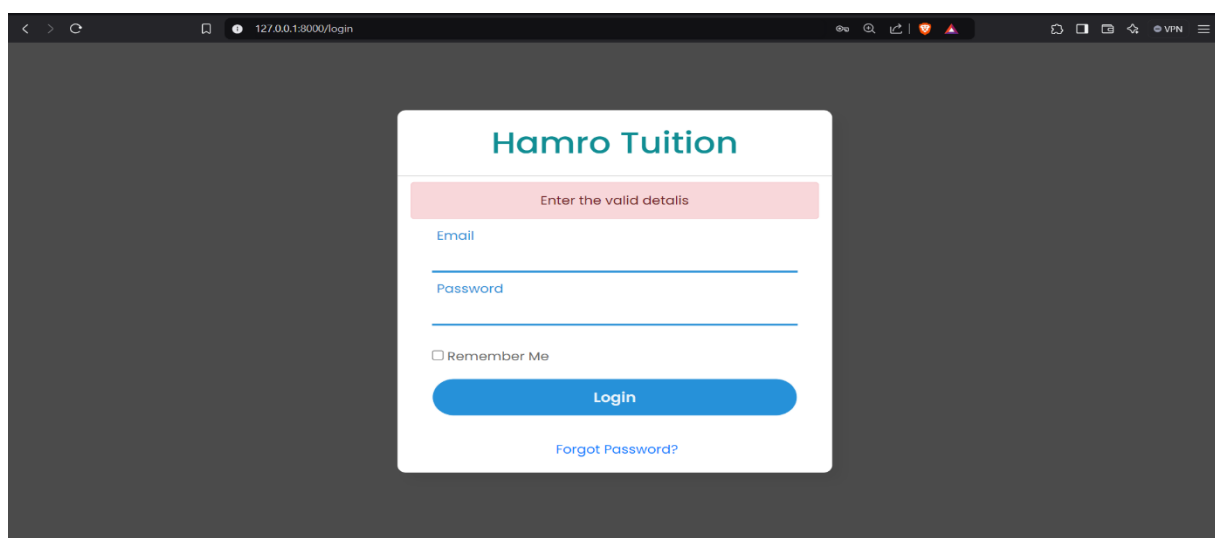 127.0.0.1:8000/login
VPN
Hamro Tuition
Enter the valid detalis
Email
Password
Remember Me
Login
Forgot Password?